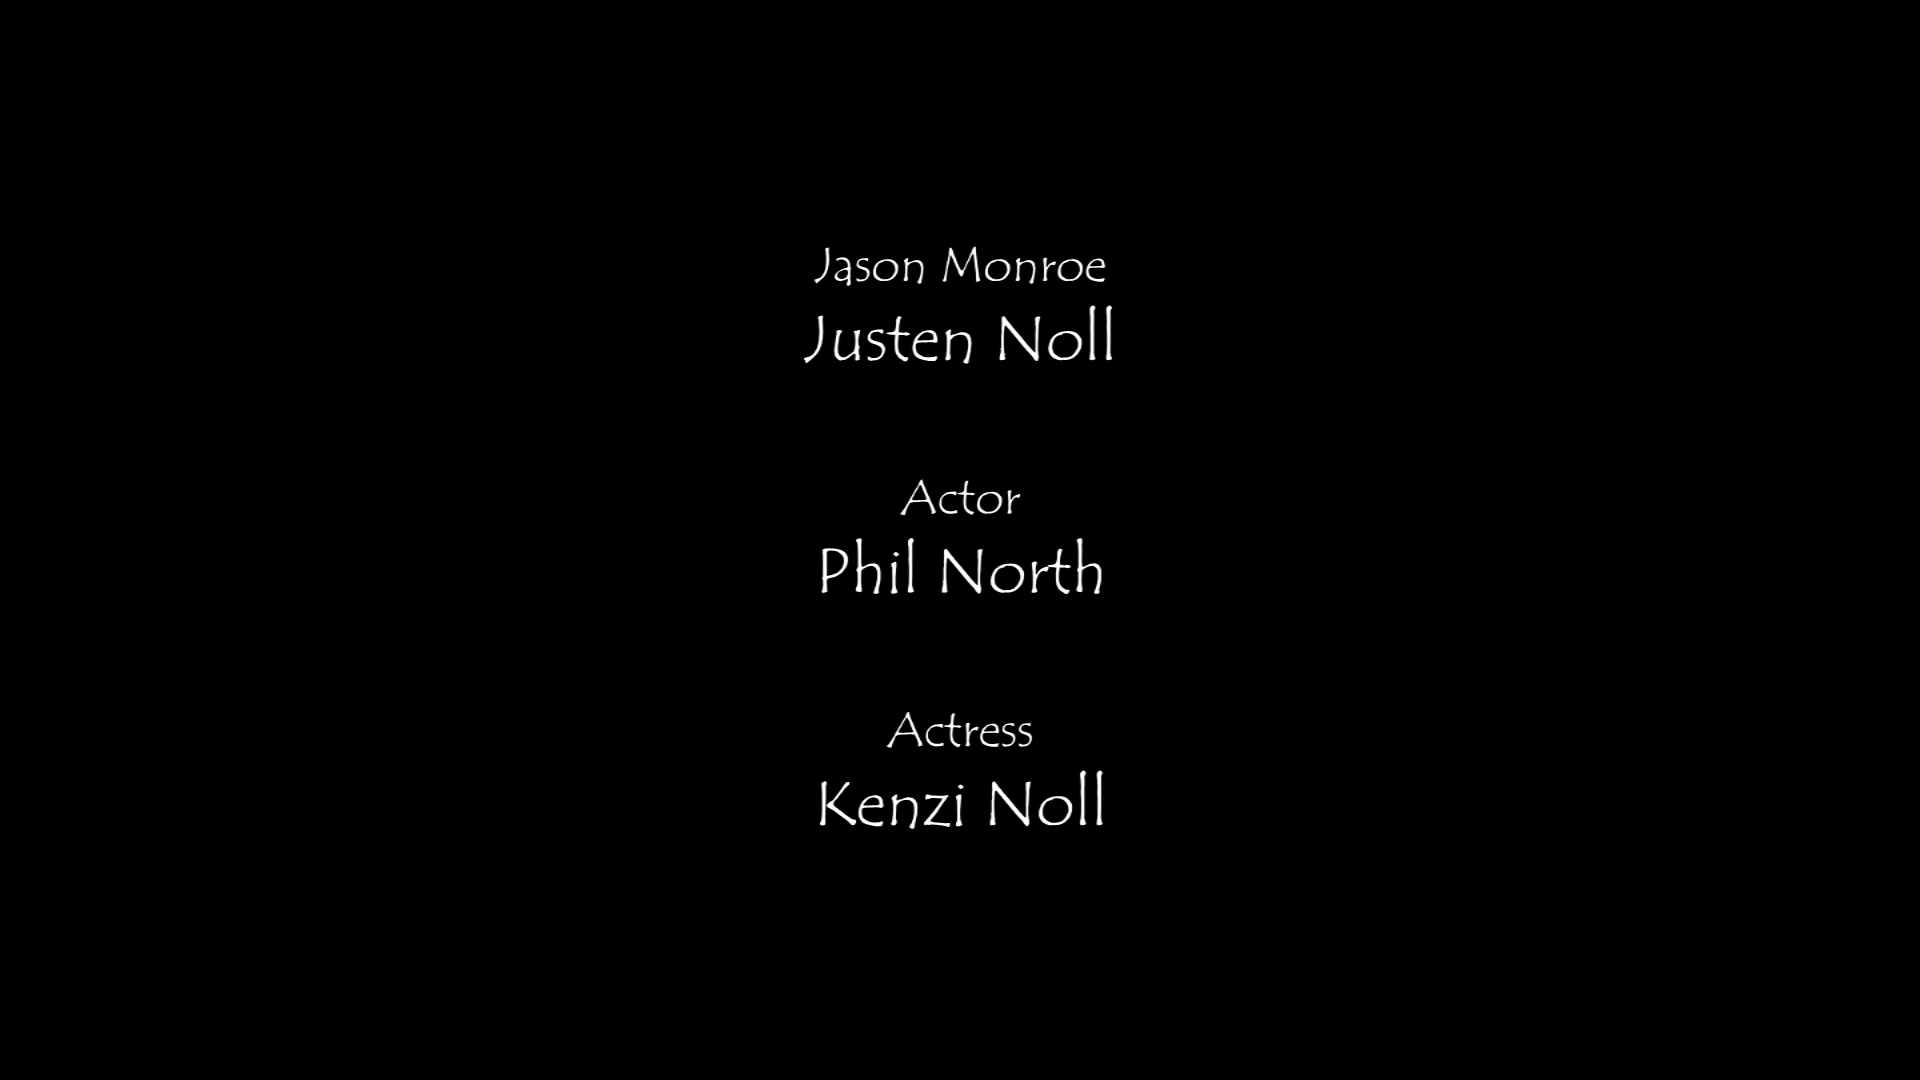 Jason Monroe
Justen Noll
Actor
Phil North
Actress
Kenzi Noll